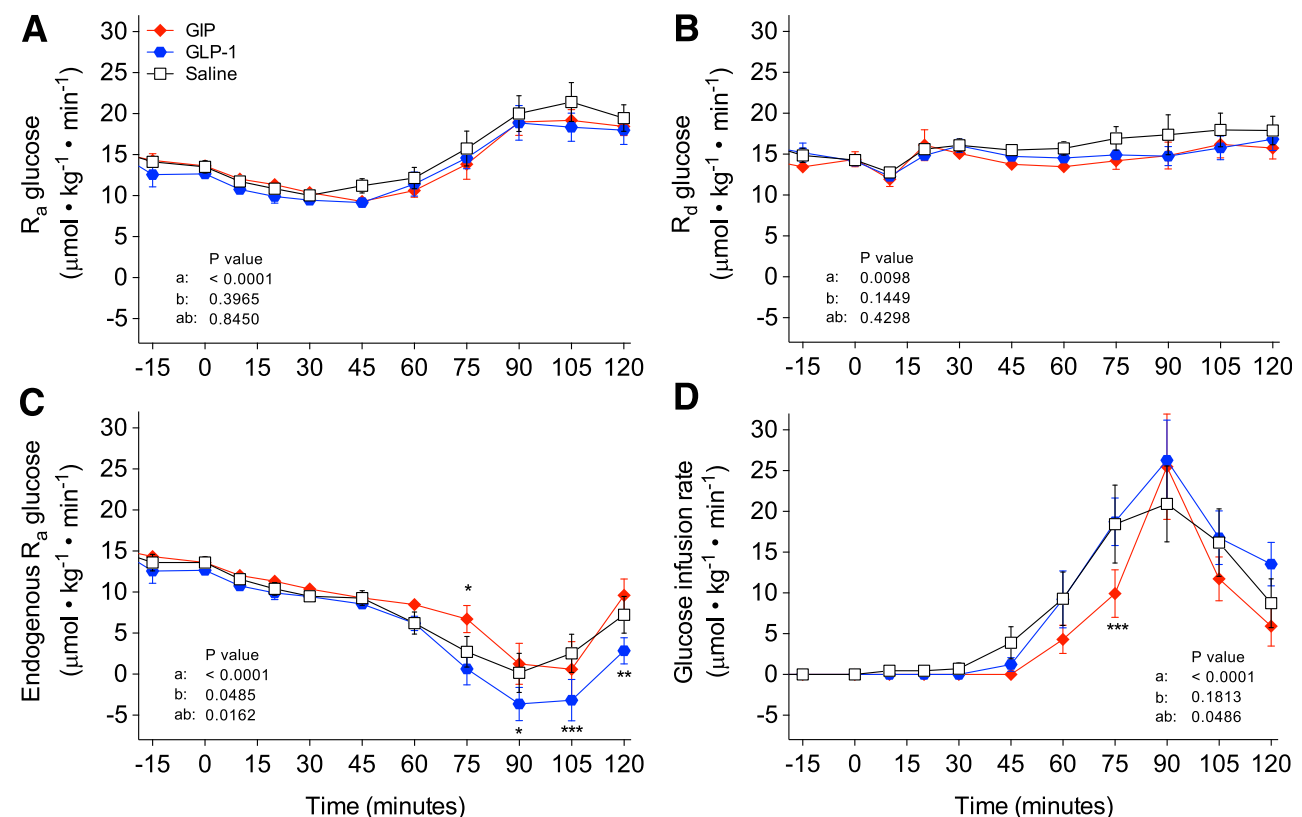 A
30
25
20
15
10
5
0
-5
Ra glucose
(μmol • kg-1 • min-1)
GIP
GLP-1
Saline
P value
a: < 0.0001
b: 0.3965
ab: 0.8450
-15 0 15 30 45 60 75 90 105 120
B
30
25
20
15
10
5
0
-5
Rd glucose
(μmol • kg-1 • min-1)
P value
a: 0.0098
b: 0.1449
ab: 0.4298
-15 0 15 30 45 60 75 90 105 120
C
30
25
20
15
10
5
0
-5
Endogenous Ra glucose
(μmol • kg-1 • min-1)
*
**
*
***
P value
a: < 0.0001
b: 0.0485
ab: 0.0162
-15 0 15 30 45 60 75 90 105 120
Time (minutes)
D
30
25
20
15
10
5
0
-5
Glucose infusion rate
(μmol • kg-1 • min-1)
***
P value
a: < 0.0001
b: 0.1813
ab: 0.0486
-15 0 15 30 45 60 75 90 105 120
Time (minutes)